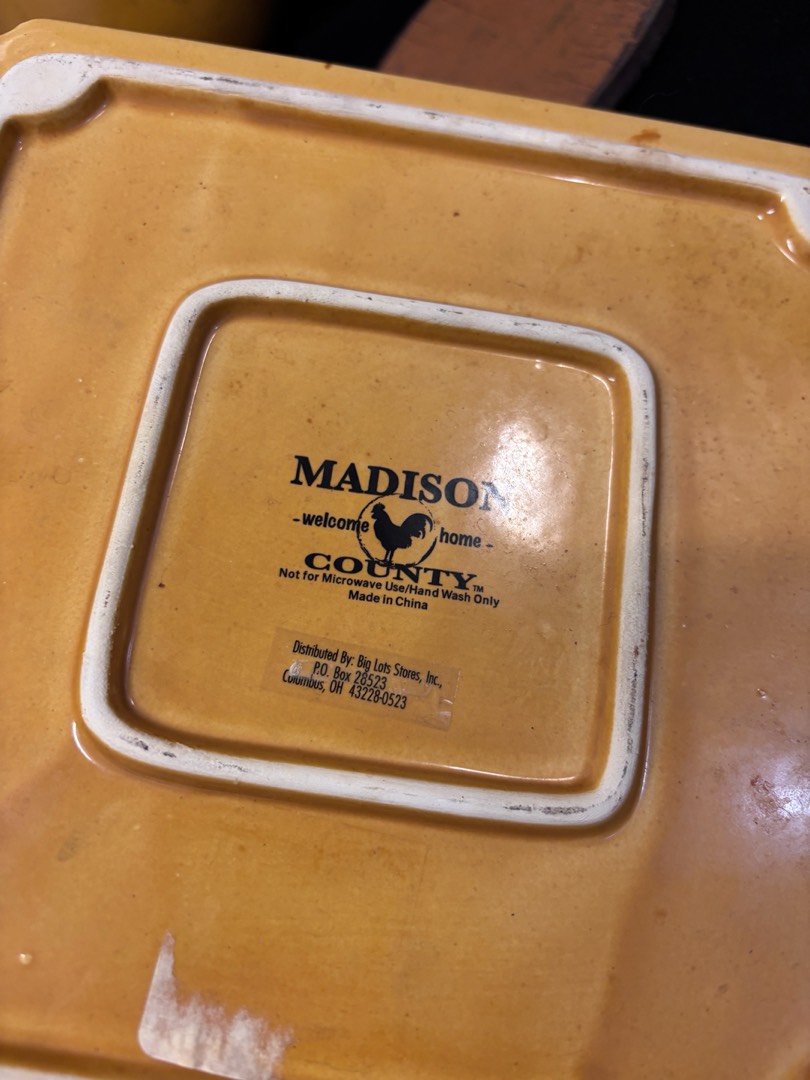 MADISON
-welcome home-
COUNTY™
Not for Microwave Use/Hand Wash Only
Made in China
Distributed By: Big Lots Stores, Inc.,
P.O. Box 28523
Columbus, OH 43228-0523